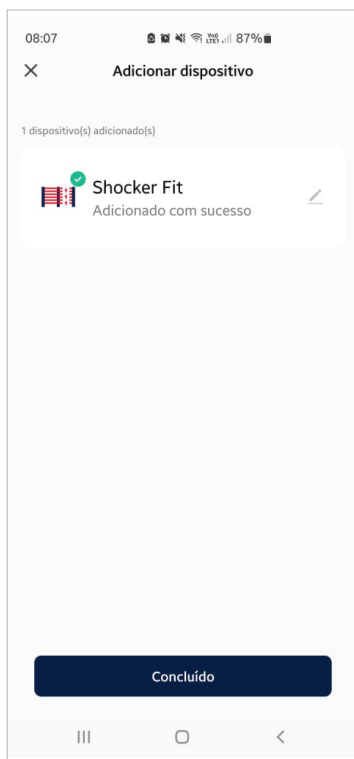 08:07 87%
Adicionar dispositivo
1 dispositivo(s) adicionado(s)
Shocker Fit
Adicionado com sucesso
Concluído